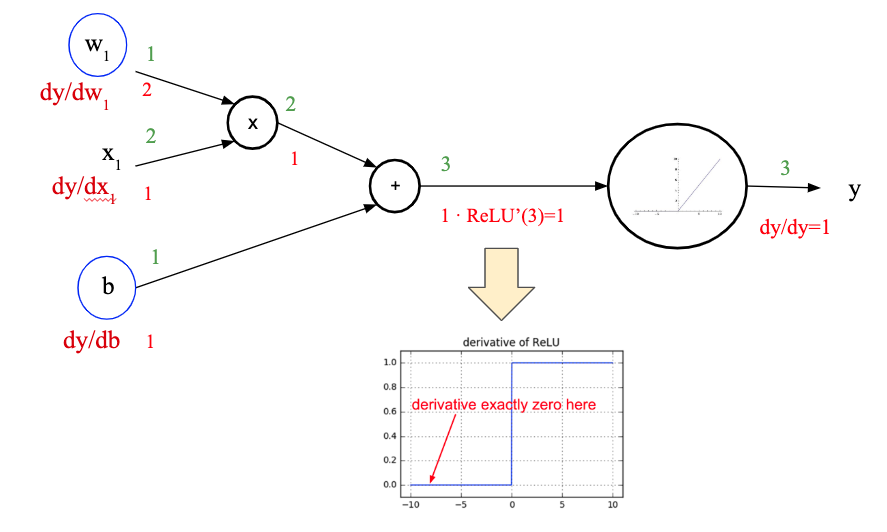 w1
1
dy/dw1 2
x
2
1
2
x1
dy/dx1 1
+
3
1 · ReLU’(3)=1
3
y
dy/dy=1
1
b
dy/db 1
derivative of ReLU
1.0
0.8
derivative exactly zero here
0.6
0.4
0.2
0.0
−10 −5 0 5 10